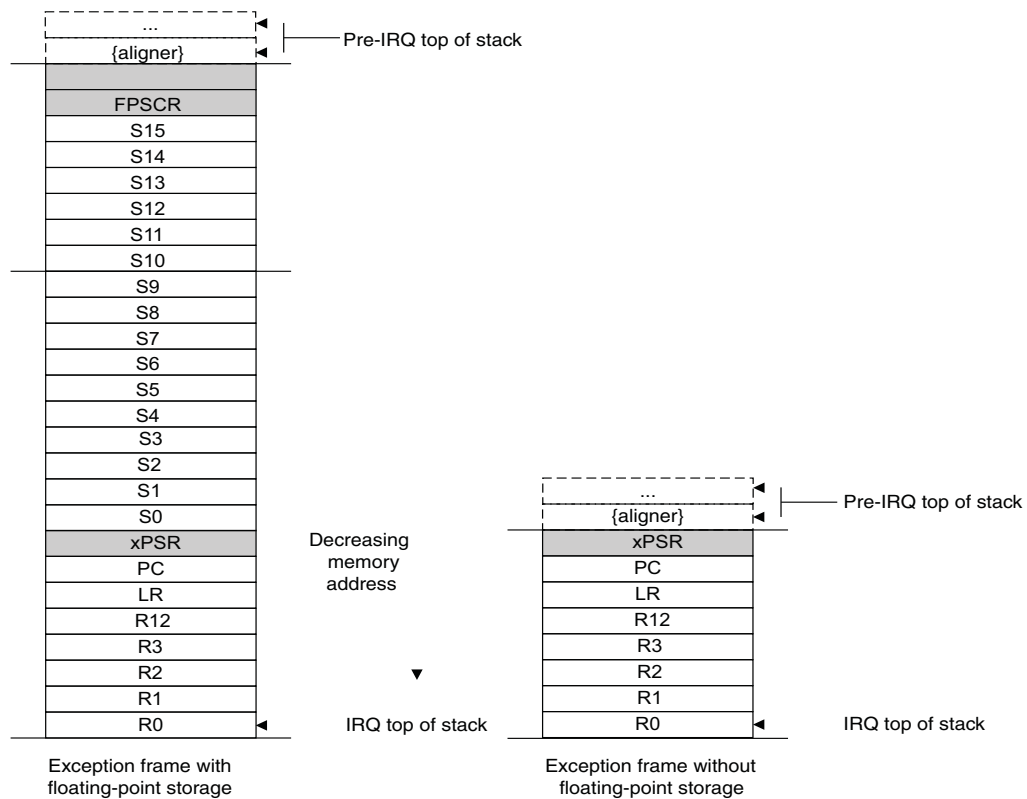 ...
{aligner}
Pre-IRQ top of stack
FPSCR
S15
S14
S13
S12
S11
S10
S9
S8
S7
S6
S5
S4
S3
S2
S1
S0
xPSR
PC
LR
R12
R3
R2
R1
R0
Exception frame with
floating-point storage
Decreasing
memory
address
IRQ top of stack
...
{aligner}
Pre-IRQ top of stack
xPSR
PC
LR
R12
R3
R2
R1
R0
IRQ top of stack
Exception frame without
floating-point storage